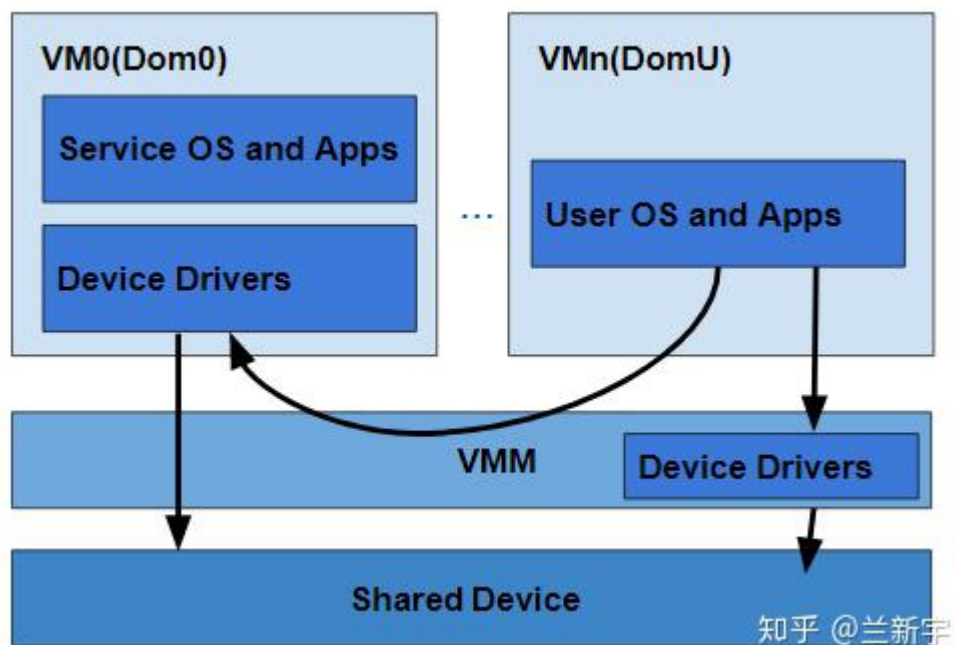 VM0(Dom0)
Service OS and Apps
Device Drivers
...
VMn(DomU)
User OS and Apps
VMM
Device Drivers
Shared Device
知乎 @兰新宇